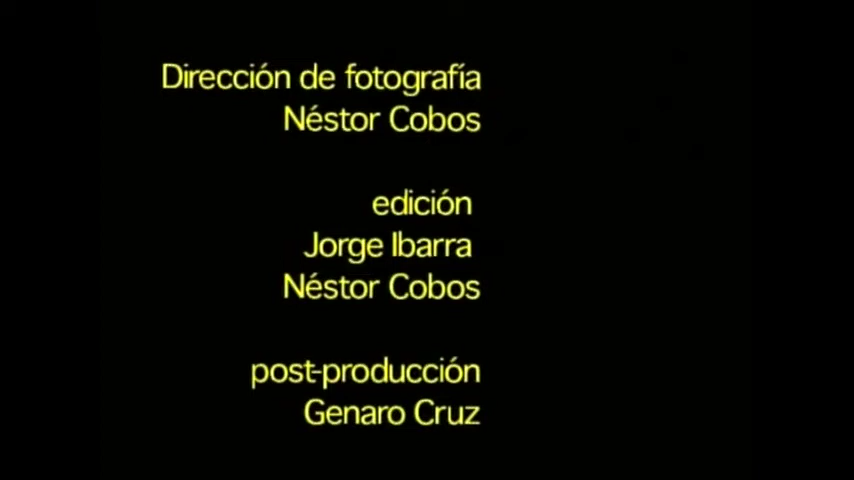 Dirección de fotografía
Néstor Cobos
edición
Jorge Ibarra
Néstor Cobos
post-producción
Genaro Cruz